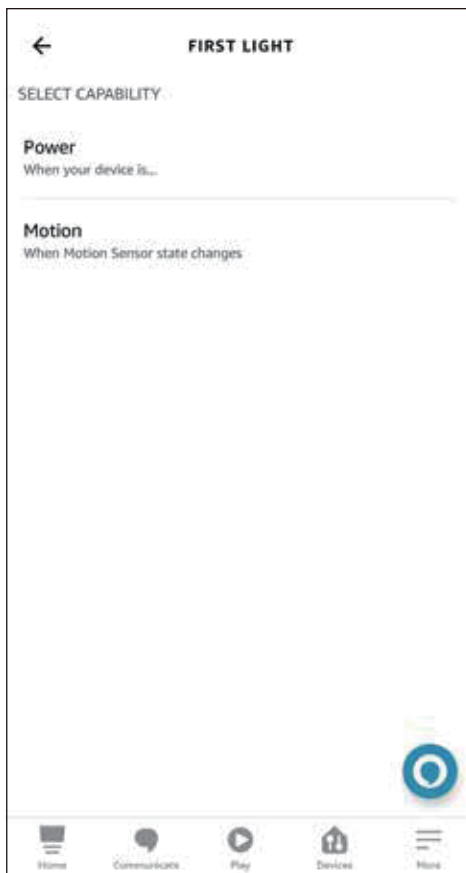 FIRST LIGHT
SELECT CAPABILITY
Power
When your device is...
Motion
When Motion Sensor state changes
Home Communicate Play Devices More